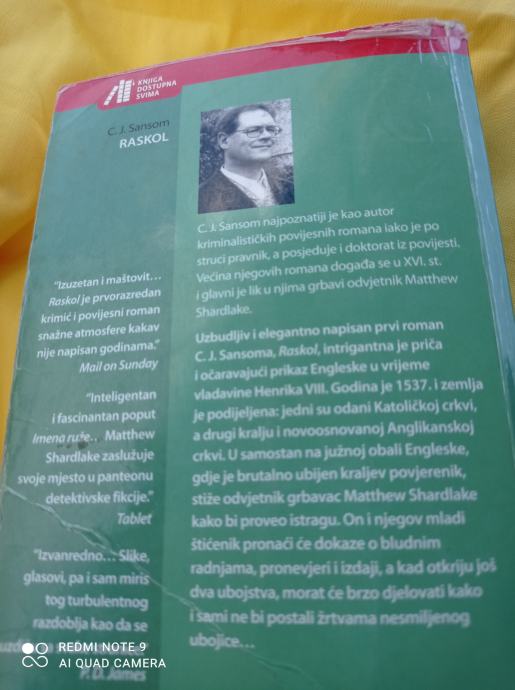 KNJIGA
DOSTUPNA
SVIMA
C. J. Sansom
RASKOL
"Izuzetan i maštovit...
Raskol je prvorazredan
krimić i povijesni roman
snažne atmosfere kakav
nije napisan godinama."
Mail on Sunday
"Inteligentan
i fascinantan poput
Imena ruže... Matthew
Shardlake zaslužuje
svoje mjesto u panteonu
detektivske fikcije."
Tablet
"Izvanredno... Slike,
glasovi, pa i sam miris
tog turbulentnog
razdoblja kao da se
P. D. James
C. J. Sansom najpoznatiji je kao autor
kriminalističkih povijesnih romana iako je po
struci pravnik, a posjeduje i doktorat iz povijesti.
Većina njegovih romana događa se u XVI. st.
i glavni je lik u njima grbavi odvjetnik Matthew
Shardlake.
Uzbudljiv i elegantno napisan prvi roman
C. J. Sansoma, Raskol, intrigantna je priča
i očaravajući prikaz Engleske u vrijeme
vladavine Henrika VIII. Godina je 1537. i zemlja
je podijeljena: jedni su odani Katoličkoj crkvi,
a drugi kralju i novoosnovanoj Anglikanskoj
crkvi. U samostan na južnoj obali Engleske,
gdje je brutalno ubijen kraljev povjerenik,
stiže odvjetnik grbavac Matthew Shardlake
kako bi proveo istragu. On i njegov mladi
štićenik pronaći će dokaze o bludnim
radnjama, pronevjeri i izdaji, a kad otkriju još
dva ubojstva, morat će brzo djelovati kako
i sami ne bi postali žrtvama nesmiljenog
ubojice...
REDMI NOTE 9
AI QUAD CAMERA